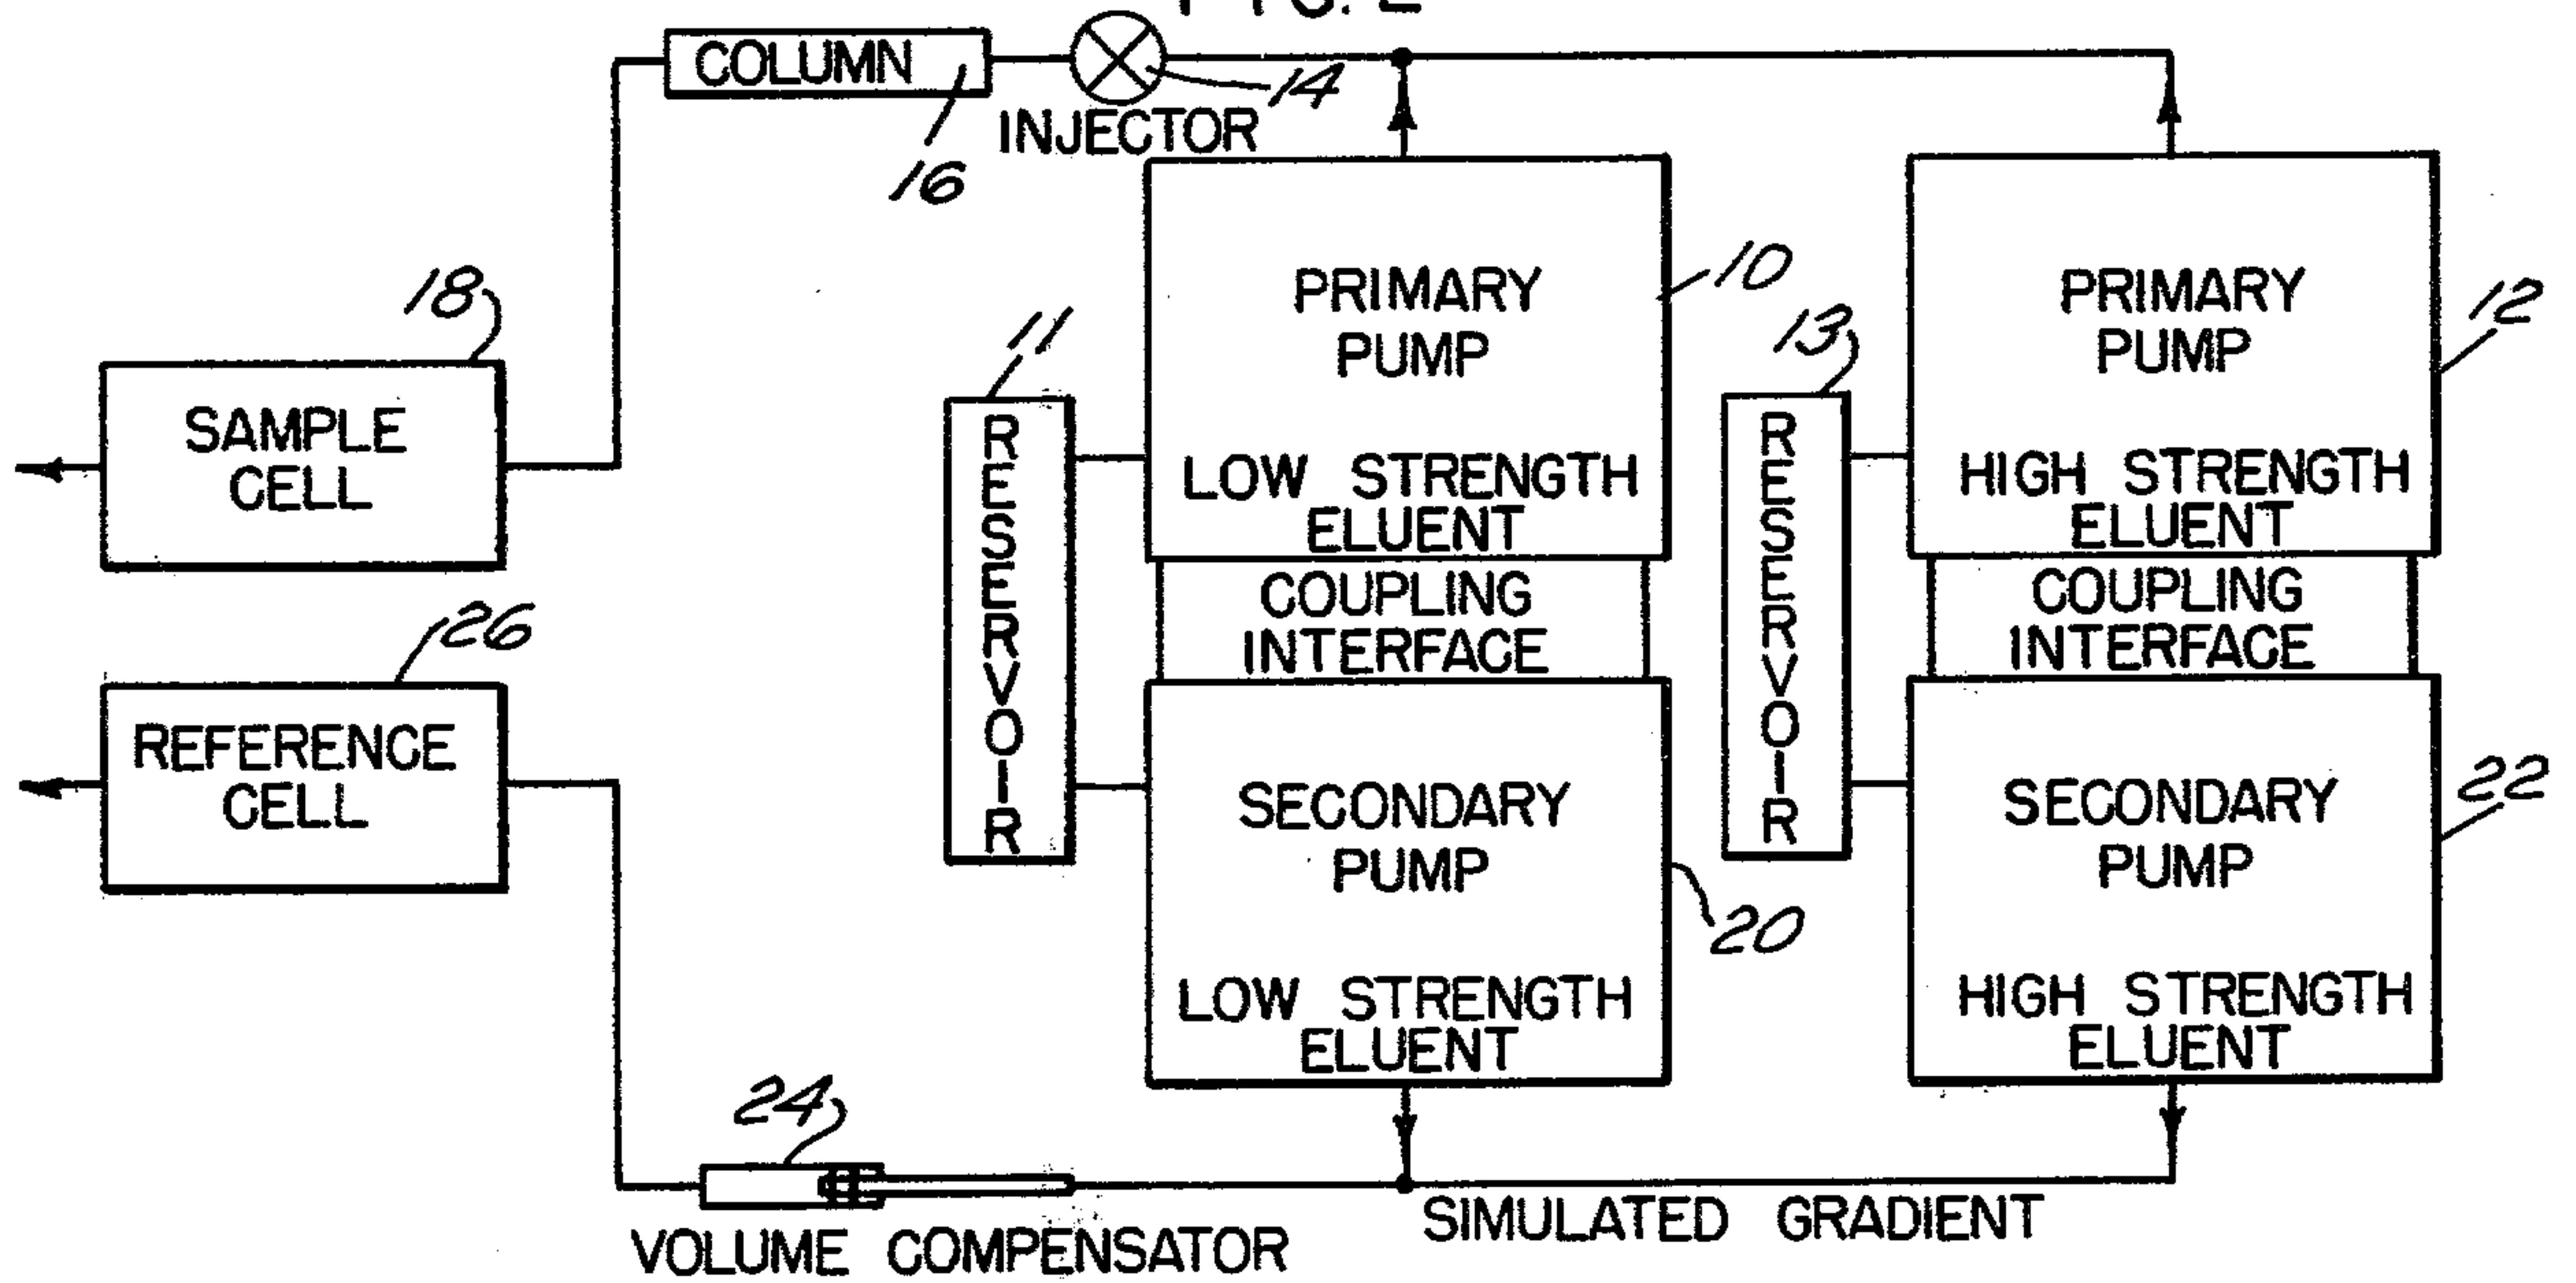 FIG. 2
COLUMN
14
INJECTOR
16
PRIMARY
PUMP
10
LOW STRENGTH
ELUENT
PRIMARY
PUMP
12
HIGH STRENGTH
ELUENT
18
SAMPLE
CELL
11
RESERVOIR
13
RESERVOIR
COUPLING
INTERFACE
COUPLING
INTERFACE
26
REFERENCE
CELL
SECONDARY
PUMP
20
LOW STRENGTH
ELUENT
SECONDARY
PUMP
22
HIGH STRENGTH
ELUENT
24
VOLUME COMPENSATOR
SIMULATED GRADIENT